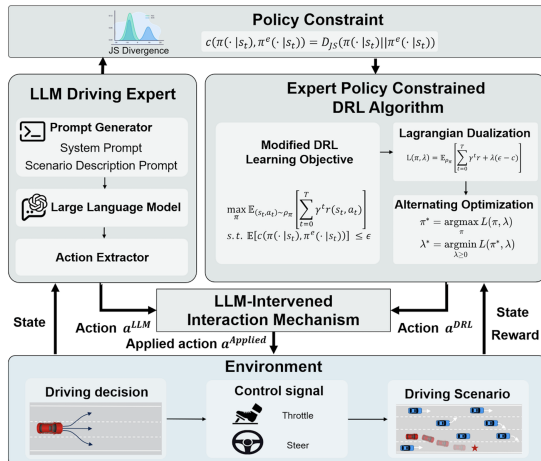 Policy Constraint
c(π(· |s_t), π^e(· |s_t)) = D_JS(π(· |s_t)||π^e(· |s_t))
JS Divergence
LLM Driving Expert
Prompt Generator
System Prompt
Scenario Description Prompt
Large Language Model
Action Extractor
Expert Policy Constrained
DRL Algorithm
Modified DRL
Learning Objective
max_π 𝔼_(s_t,a_t)~ρ_π [∑_{t=0}^{T} γ^t r(s_t, a_t)]
s.t. 𝔼[c(π(· |s_t), π^e(· |s_t))] ≤ ϵ
Lagrangian Dualization
L(π, λ) = 𝔼_ρπ [∑_{t=0}^{T} γ^t r + λ(ϵ − c)]
Alternating Optimization
π* = argmax_π L(π, λ)
λ* = argmin_{λ≥0} L(π*, λ)
State
Action a^LLM
LLM-Intervened
Interaction Mechanism
Action a^DRL
State
Reward
Applied action a^Applied
Environment
Driving decision
Control signal
Throttle
Steer
Driving Scenario